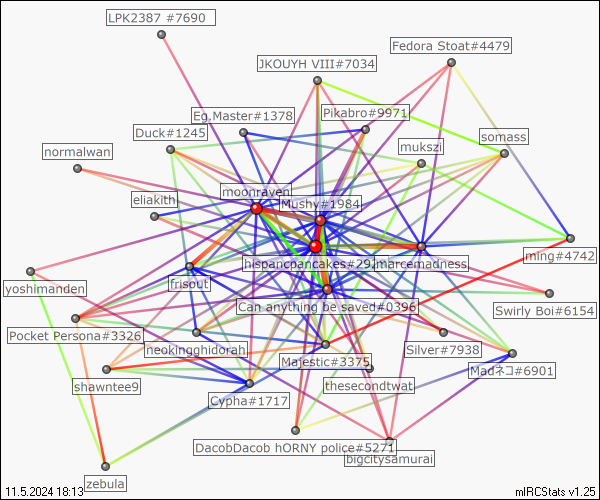 LPK2387 #7690
Fedora Stoat#4479
JKOUYH VIII#7034
Eg.Master#1378
Pikabro#9971
Duck#1245
somass
mukszi
normalwan
moonraven
eliakith
Mushy#1984
hispancpancakes#29
marcemadness
ming#4742
frisout
yoshimanden
Can anything be saved#0396
Swirly Boi#6154
Pocket Persona#3326
neokingghidorah
Silver#7938
Majestic#3375
Madネコ#6901
shawntee9
thesecondtwat
Cypha#1717
DacobDacob hORNY police#5271
bigcitysamurai
zebula
11.5.2024 18:13
mIRCStats v1.25